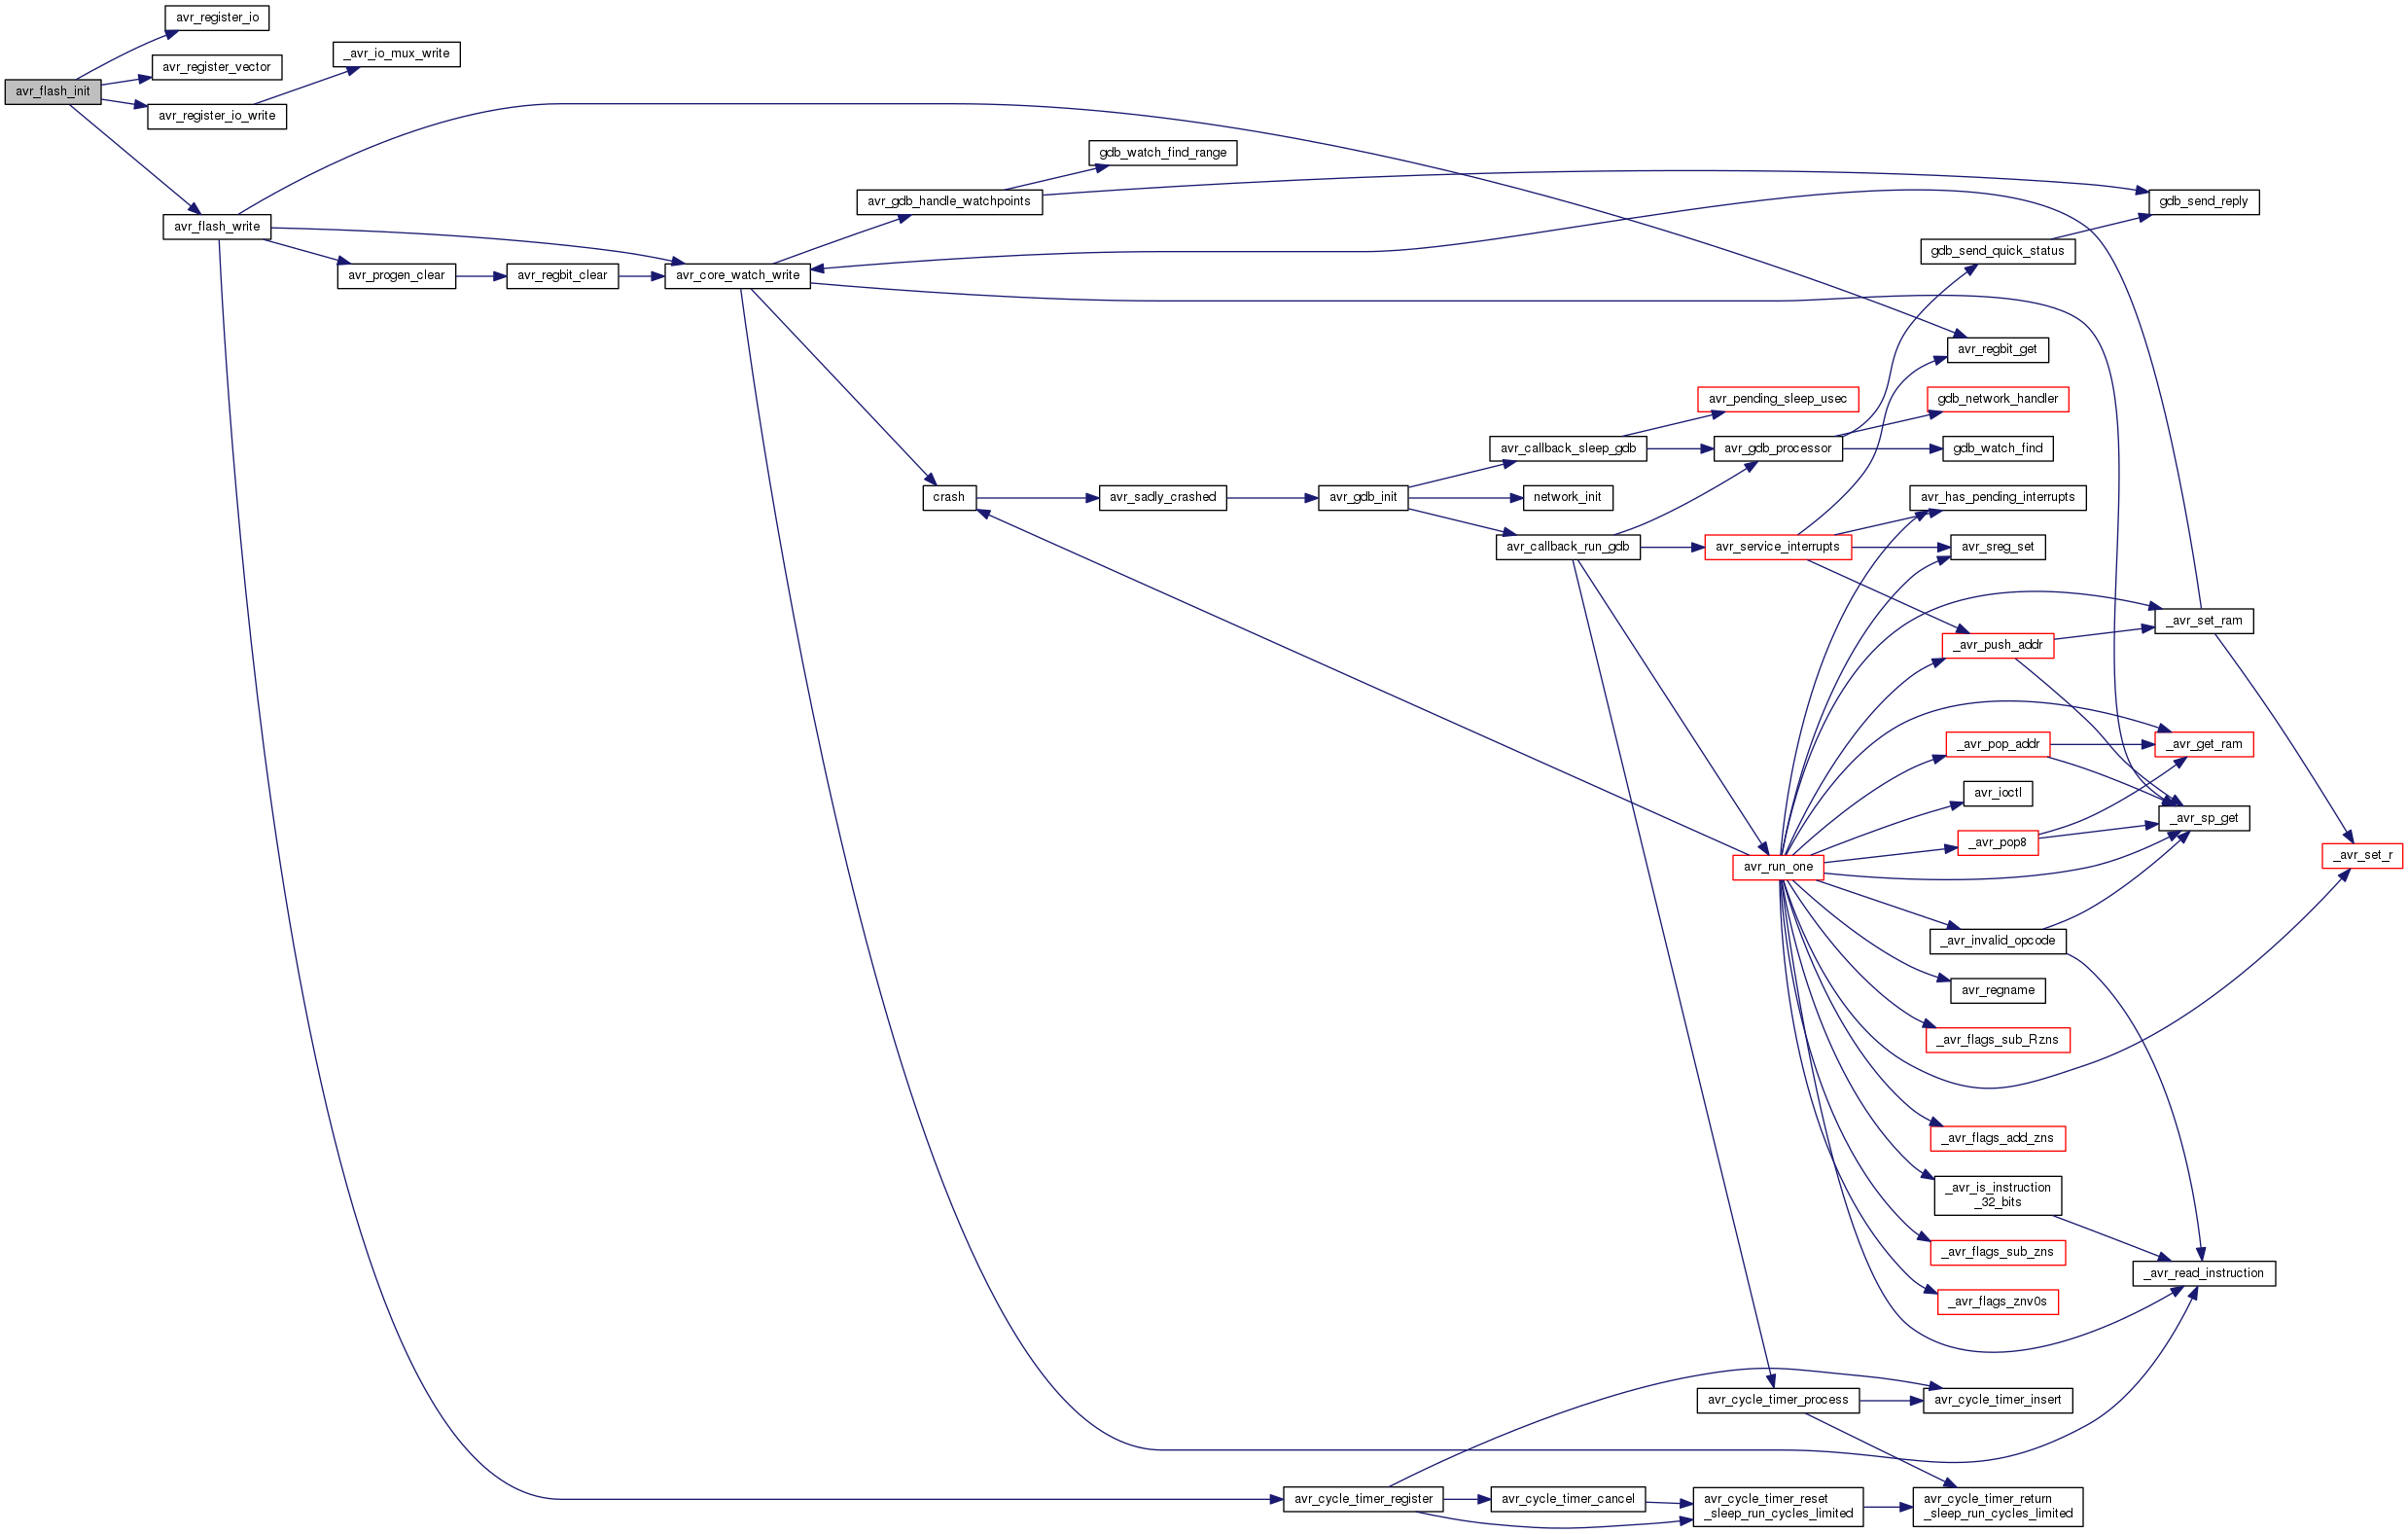 avr_register_io
_avr_io_mux_write
avr_register_vector
avr_flash_init
avr_register_io_write
gdb_watch_find_range
avr_gdb_handle_watchpoints
gdb_send_reply
avr_flash_write
gdb_send_quick_status
avr_progen_clear
avr_regbit_clear
avr_core_watch_write
avr_regbit_get
avr_pending_sleep_usec
gdb_network_handler
avr_callback_sleep_gdb
avr_gdb_processor
gdb_watch_find
crash
avr_sadly_crashed
avr_gdb_init
network_init
avr_has_pending_interrupts
avr_callback_run_gdb
avr_service_interrupts
avr_sreg_set
_avr_set_ram
_avr_push_addr
_avr_pop_addr
_avr_get_ram
avr_ioctl
_avr_sp_get
_avr_pop8
_avr_set_r
avr_run_one
_avr_invalid_opcode
avr_regname
_avr_flags_sub_Rzns
_avr_flags_add_zns
_avr_is_instruction
_32_bits
_avr_flags_sub_zns
_avr_read_instruction
_avr_flags_znv0s
avr_cycle_timer_process
avr_cycle_timer_insert
avr_cycle_timer_register
avr_cycle_timer_cancel
avr_cycle_timer_reset
_sleep_run_cycles_limited
avr_cycle_timer_return
_sleep_run_cycles_limited